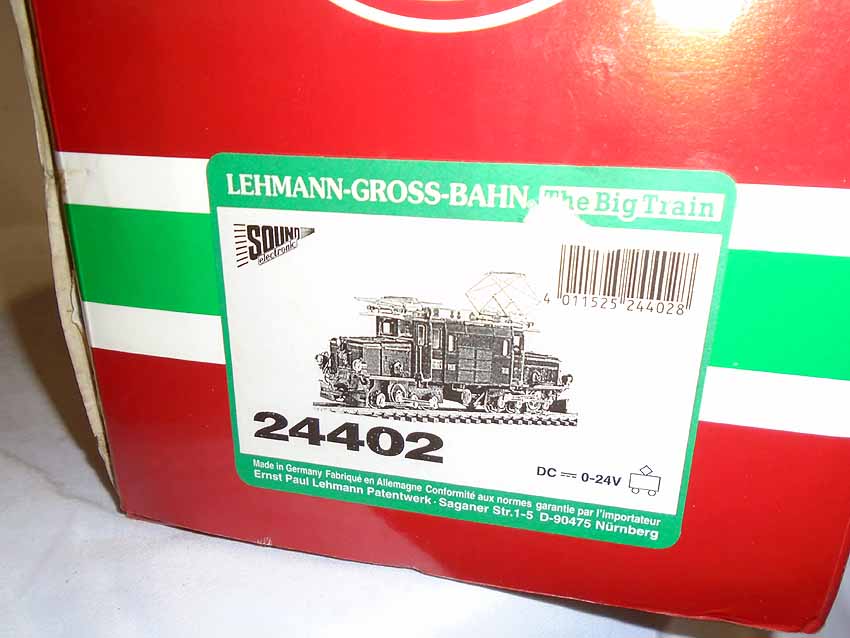 LEHMANN-GROSS-BAHN The Big Train
SOUND
electronic
4 011525 244028
24402
DC 0-24V
Made in Germany Fabriqué en Allemagne Conformité aux normes garantie par l'importateur
Ernst Paul Lehmann Patentwerk · Saganer Str.1-5 D-90475 Nürnberg